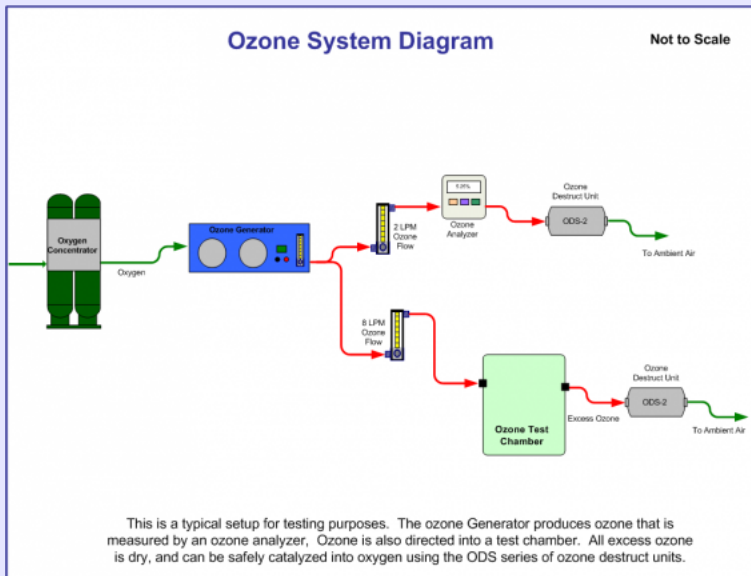 Ozone System Diagram
Not to Scale
Oxygen
Concentrator
Oxygen
Ozone Generator
2 LPM
Ozone
Flow
5.25%
Ozone
Analyzer
Ozone
Destruct Unit
ODS-2
To Ambient Air
8 LPM
Ozone
Flow
Ozone Test
Chamber
Excess Ozone
Ozone
Destruct Unit
ODS-2
To Ambient Air
This is a typical setup for testing purposes. The ozone Generator produces ozone that is
measured by an ozone analyzer, Ozone is also directed into a test chamber. All excess ozone
is dry, and can be safely catalyzed into oxygen using the ODS series of ozone destruct units.